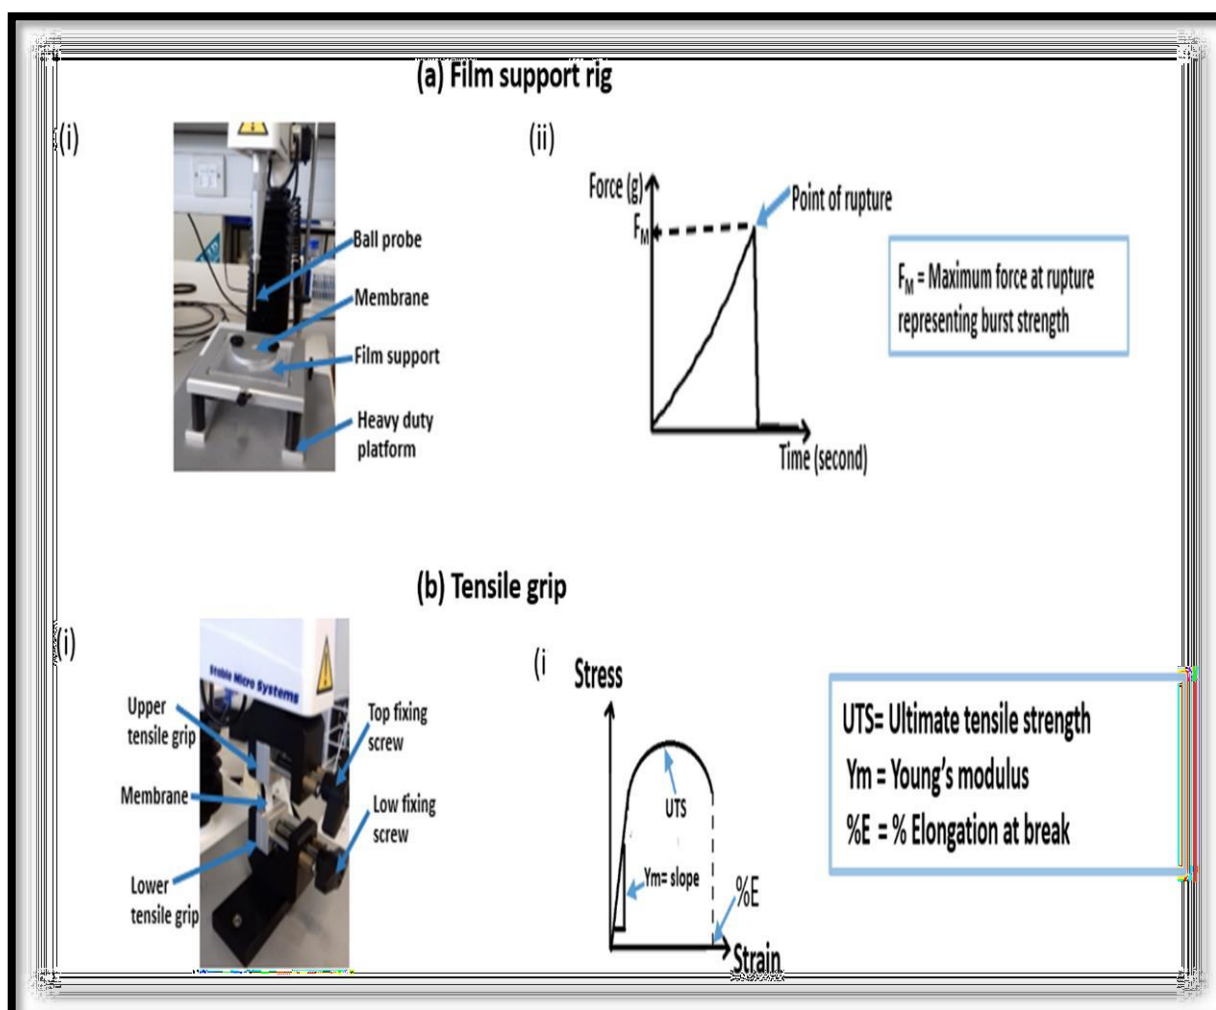 (a) Film support rig
(i)
Ball probe
Membrane
Film support
Heavy duty
platform
(ii)
Force (g)
FM
Point of rupture
Time (second)
FM = Maximum force at rupture
representing burst strength
(b) Tensile grip
(i)
Stable Micro Systems
Upper
tensile grip
Membrane
Lower
tensile grip
Top fixing
screw
Low fixing
screw
(i
Stress
UTS
Ym= slope
%E
Strain
UTS= Ultimate tensile strength
Ym = Young’s modulus
%E = % Elongation at break